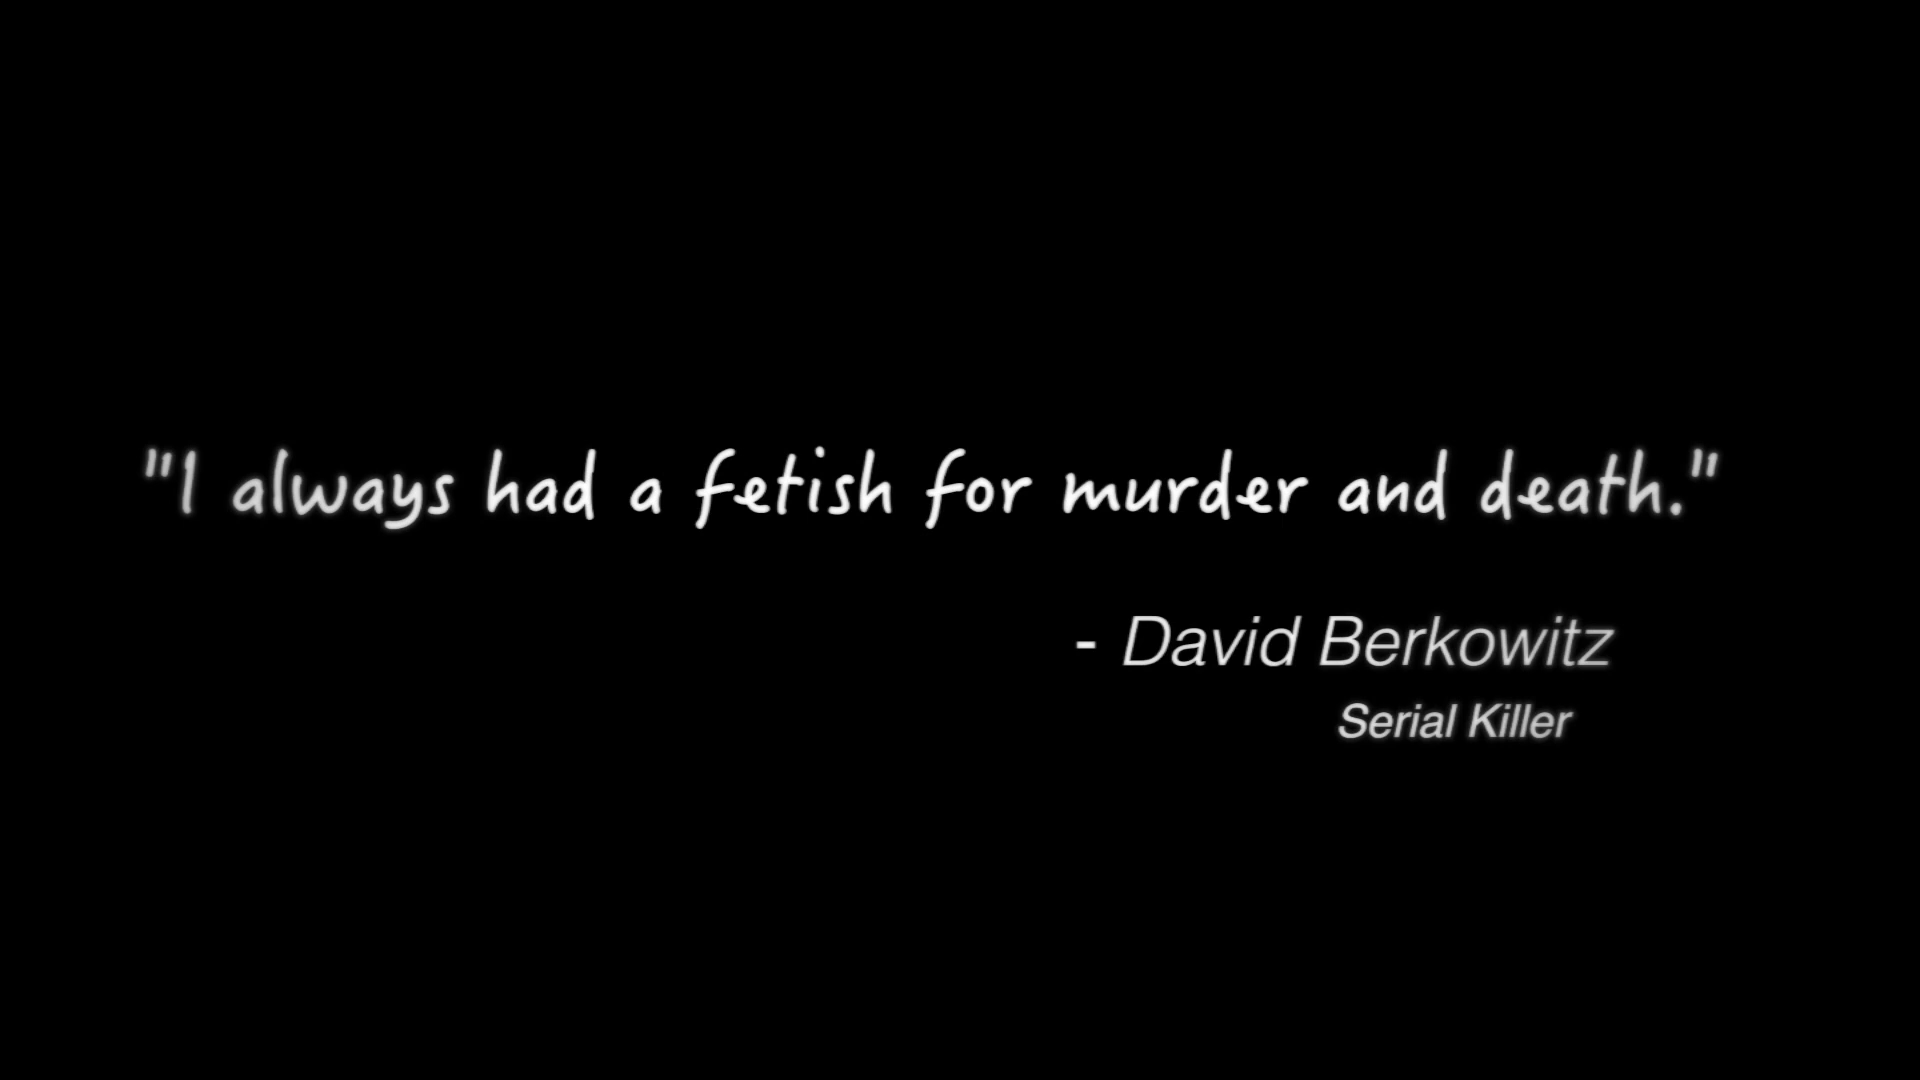 "I always had a fetish for murder and death."
- David Berkowitz
Serial Killer